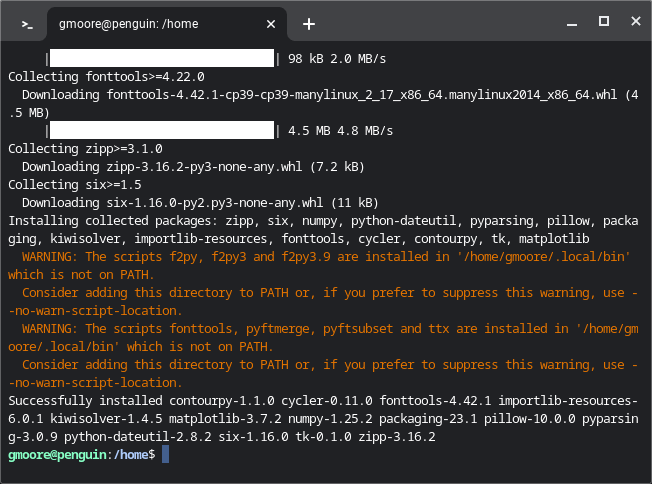 >_ gmoore@penguin: /home × + – □ ×
|| 98 kB 2.0 MB/s
Collecting fonttools>=4.22.0
Downloading fonttools-4.42.1-cp39-cp39-manylinux_2_17_x86_64.manylinux2014_x86_64.whl (4
.5 MB)
|| 4.5 MB 4.8 MB/s
Collecting zipp>=3.1.0
Downloading zipp-3.16.2-py3-none-any.whl (7.2 kB)
Collecting six>=1.5
Downloading six-1.16.0-py2.py3-none-any.whl (11 kB)
Installing collected packages: zipp, six, numpy, python-dateutil, pyparsing, pillow, packa
ging, kiwisolver, importlib-resources, fonttools, cycler, contourpy, tk, matplotlib
WARNING: The scripts f2py, f2py3 and f2py3.9 are installed in '/home/gmoore/.local/bin'
which is not on PATH.
Consider adding this directory to PATH or, if you prefer to suppress this warning, use -
-no-warn-script-location.
WARNING: The scripts fonttools, pyftmerge, pyftsubset and ttx are installed in '/home/gm
oore/.local/bin' which is not on PATH.
Consider adding this directory to PATH or, if you prefer to suppress this warning, use -
-no-warn-script-location.
Successfully installed contourpy-1.1.0 cycler-0.11.0 fonttools-4.42.1 importlib-resources-
6.0.1 kiwisolver-1.4.5 matplotlib-3.7.2 numpy-1.25.2 packaging-23.1 pillow-10.0.0 pyparsin
g-3.0.9 python-dateutil-2.8.2 six-1.16.0 tk-0.1.0 zipp-3.16.2
gmoore@penguin:/home$